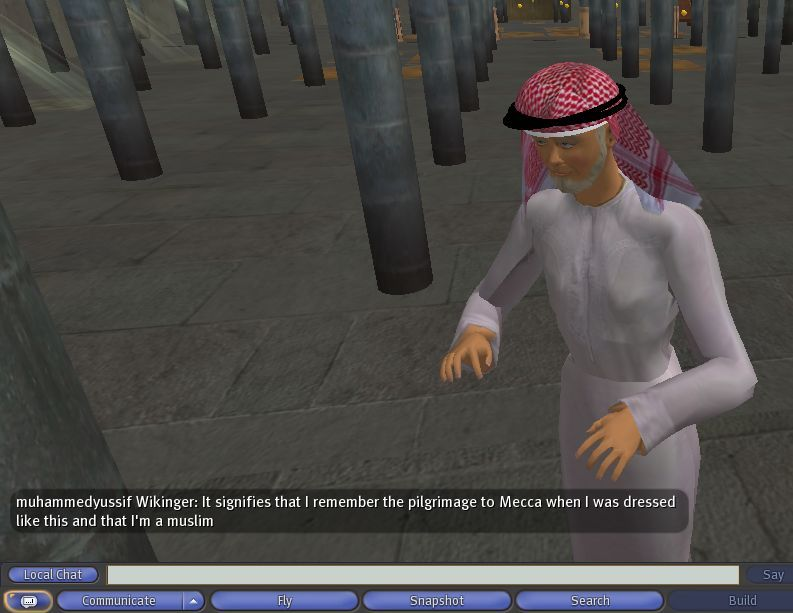 muhammedyussif Wikinger: It signifies that I remember the pilgrimage to Mecca when I was dressed
like this and that I'm a muslim
Local Chat
Say
Communicate
Fly
Snapshot
Search
Build